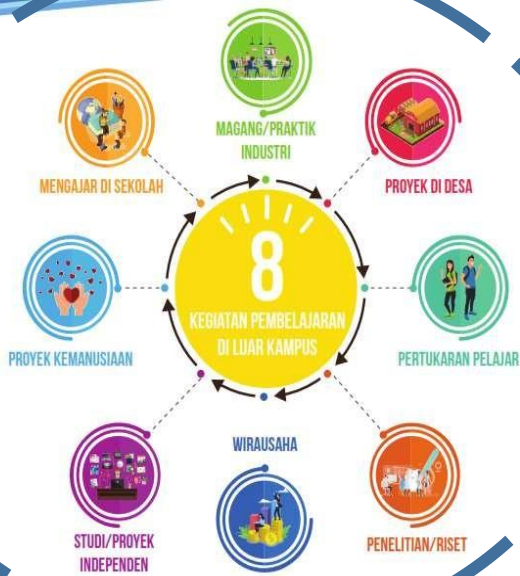 MAGANG/PRAKTIK
INDUSTRI
MENGAJAR DI SEKOLAH
PROYEK DI DESA
8
KEGIATAN PEMBELAJARAN
DI LUAR KAMPUS
PROYEK KEMANUSIAAN
PERTUKARAN PELAJAR
WIRAUSAHA
STUDI/PROYEK
INDEPENDEN
PENELITIAN/RISET